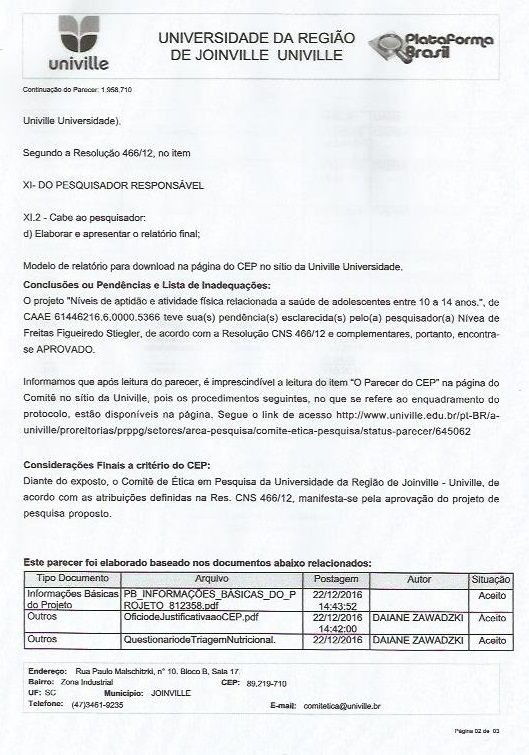 univille
UNIVERSIDADE DA REGIÃO
DE JOINVILLE UNIVILLE
Plataforma
Brasil
Continuação do Parecer: 1.958.710
Univille Universidade).
Segundo a Resolução 466/12, no item
XI- DO PESQUISADOR RESPONSÁVEL
XI.2 - Cabe ao pesquisador:
d) Elaborar e apresentar o relatório final;
Modelo de relatório para download na página do CEP no sítio da Univille Universidade.
Conclusões ou Pendências e Lista de Inadequações:
O projeto "Níveis de aptidão e atividade física relacionada a saúde de adolescentes entre 10 a 14 anos.", de
CAAE 61446216.6.0000.5366 teve sua(s) pendência(s) esclarecida(s) pelo(a) pesquisador(a) Nívea de
Freitas Figueiredo Stiegler, de acordo com a Resolução CNS 466/12 e complementares, portanto, encontra-
se APROVADO.
Informamos que após leitura do parecer, é imprescindível a leitura do item "O Parecer do CEP" na página do
Comitê no sítio da Univille, pois os procedimentos seguintes, no que se refere ao enquadramento do
protocolo, estão disponíveis na página. Segue o link de acesso http://www.univille.edu.br/pt-BR/a-
univille/proreitorias/prppg/setores/area-pesquisa/comite-etica-pesquisa/status-parecer/645062
Considerações Finais a critério do CEP:
Diante do exposto, o Comitê de Ética em Pesquisa da Universidade da Região de Joinville - Univille, de
acordo com as atribuições definidas na Res. CNS 466/12, manifesta-se pela aprovação do projeto de
pesquisa proposto.
Este parecer foi elaborado baseado nos documentos abaixo relacionados:
Tipo Documento Arquivo Postagem Autor Situação
Informações Básicas PB_INFORMAÇÕES_BÁSICAS_DO_P 22/12/2016 Aceito
do Projeto ROJETO_812358.pdf 14:43:52
Outros OficiodeJustificativaaoCEP.pdf 22/12/2016 DAIANE ZAWADZKI Aceito
14:42:00
Outros QuestionariodeTriagemNutricional. 22/12/2016 DAIANE ZAWADZKI Aceito
Endereço: Rua Paulo Malschitzki, n° 10. Bloco B, Sala 17.
Bairro: Zona Industrial CEP: 89.219-710
UF: SC Município: JOINVILLE
Telefone: (47)3461-9235 E-mail: comitetica@univille.br
Página 02 de 03